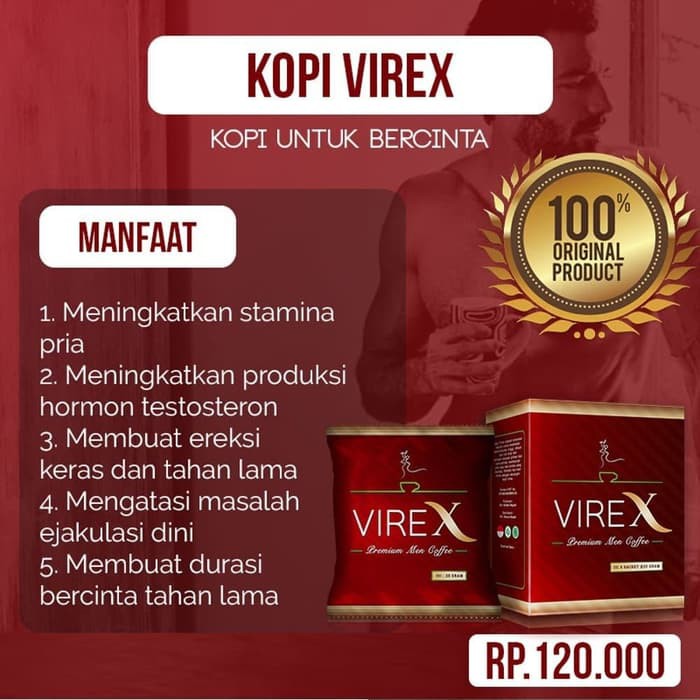 KOPI VIREX
KOPI UNTUK BERCINTA
MANFAAT
1. Meningkatkan stamina
pria
2. Meningkatkan produksi
hormon testosteron
3. Membuat ereksi
keras dan tahan lama
4. Mengatasi masalah
ejakulasi dini
5. Membuat durasi
bercinta tahan lama
100%
ORIGINAL
PRODUCT
VIREX
Premium Men Coffee
VIREX
Premium Men Coffee
RP.120.000